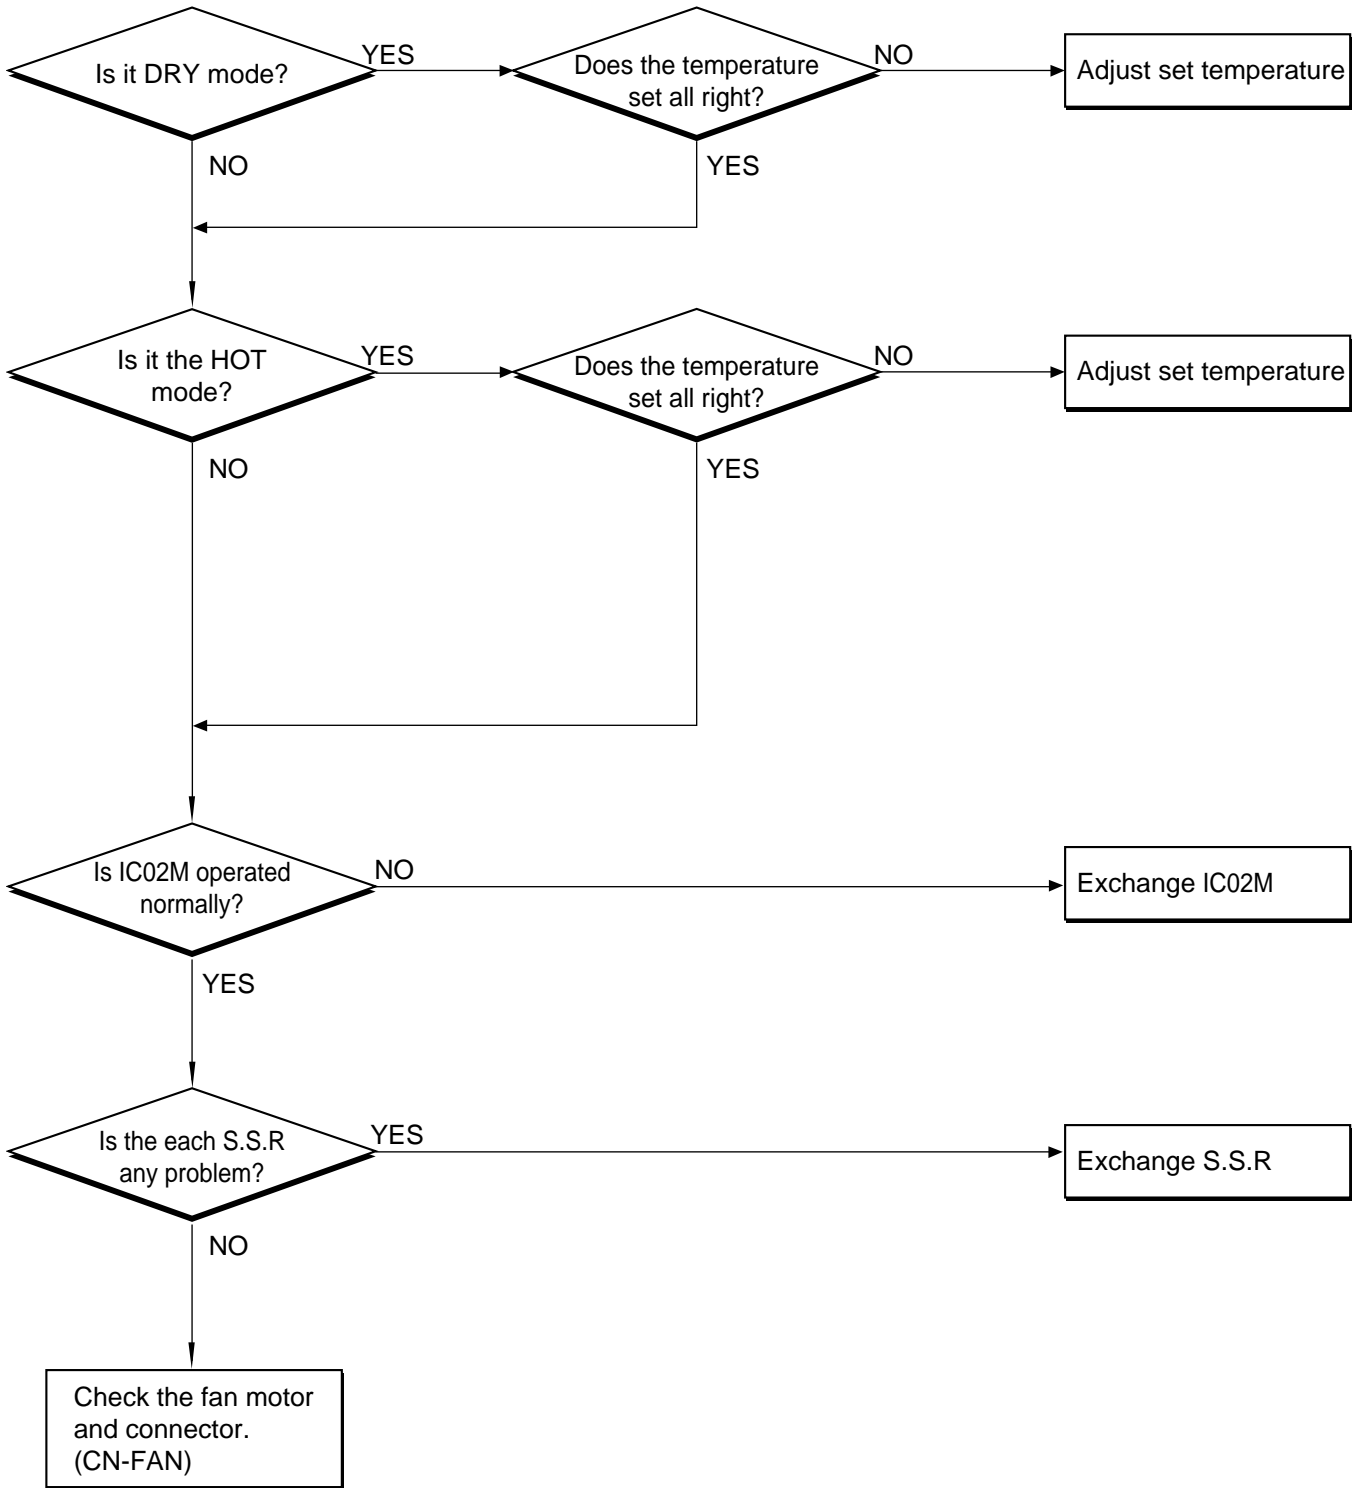 Is it DRY mode?
YES
Does the temperature
set all right?
NO
Adjust set temperature
NO
YES
Is it the HOT
mode?
YES
Does the temperature
set all right?
NO
Adjust set temperature
NO
YES
Is IC02M operated
normally?
NO
Exchange IC02M
YES
Is the each S.S.R
any problem?
YES
Exchange S.S.R
NO
Check the fan motor
and connector.
(CN-FAN)